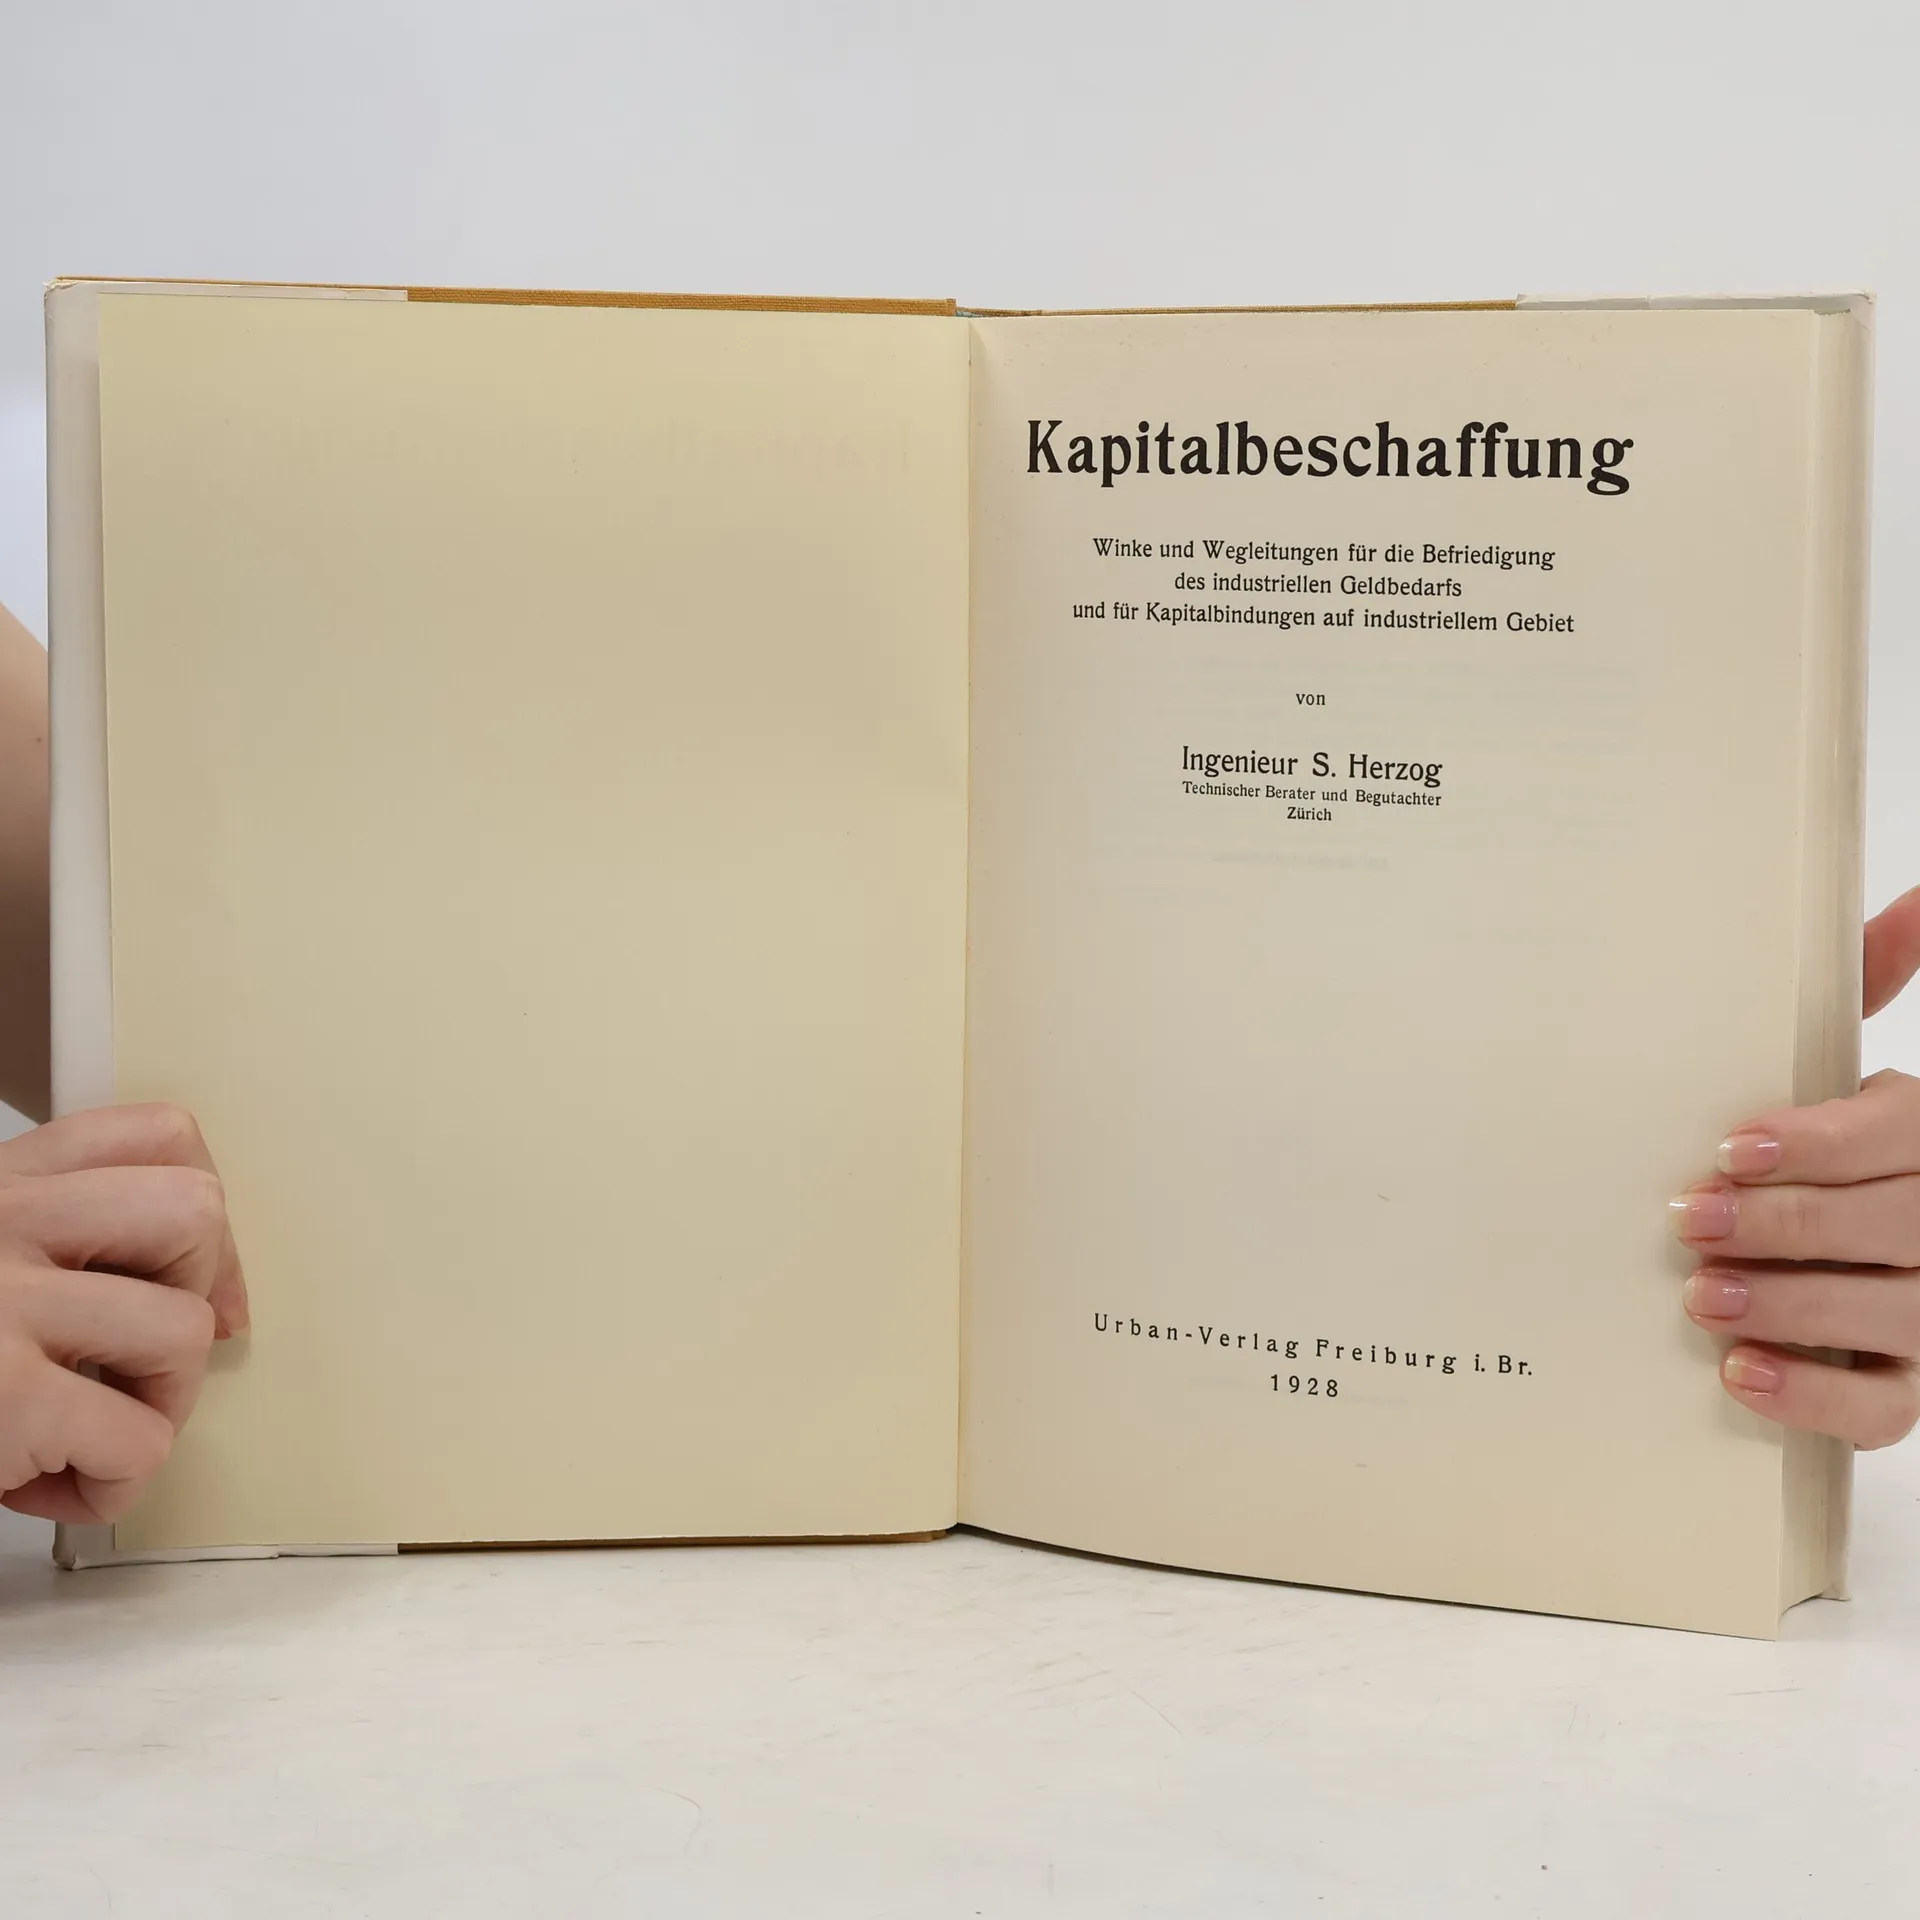 Kapitalbeschaffung
Winke und Wegleitungen für die Befriedigung
des industriellen Geldbedarfs
und für Kapitalbindungen auf industriellem Gebiet
von
Ingenieur S. Herzog
Technischer Berater und Begutachter
Zürich
Urban-Verlag Freiburg i. Br.
1928